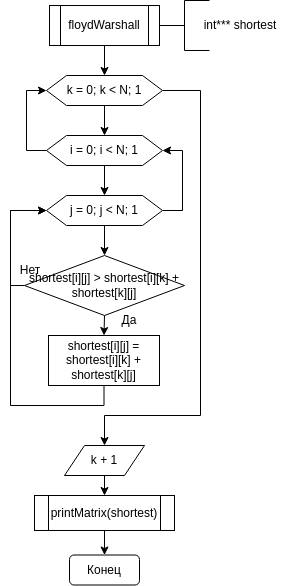 floydWarshall
int*** shortest
k = 0; k < N; 1
i = 0; i < N; 1
j = 0; j < N; 1
Нет
shortest[i][j] > shortest[i][k] +
shortest[k][j]
Да
shortest[i][j] =
shortest[i][k] +
shortest[k][j]
k + 1
printMatrix(shortest)
Конец